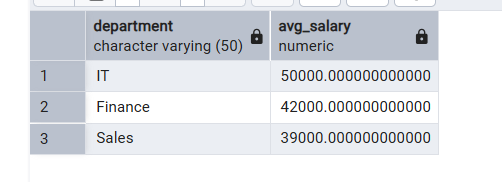 department avg_salary
character varying (50) numeric
1 IT 50000.000000000000
2 Finance 42000.000000000000
3 Sales 39000.000000000000